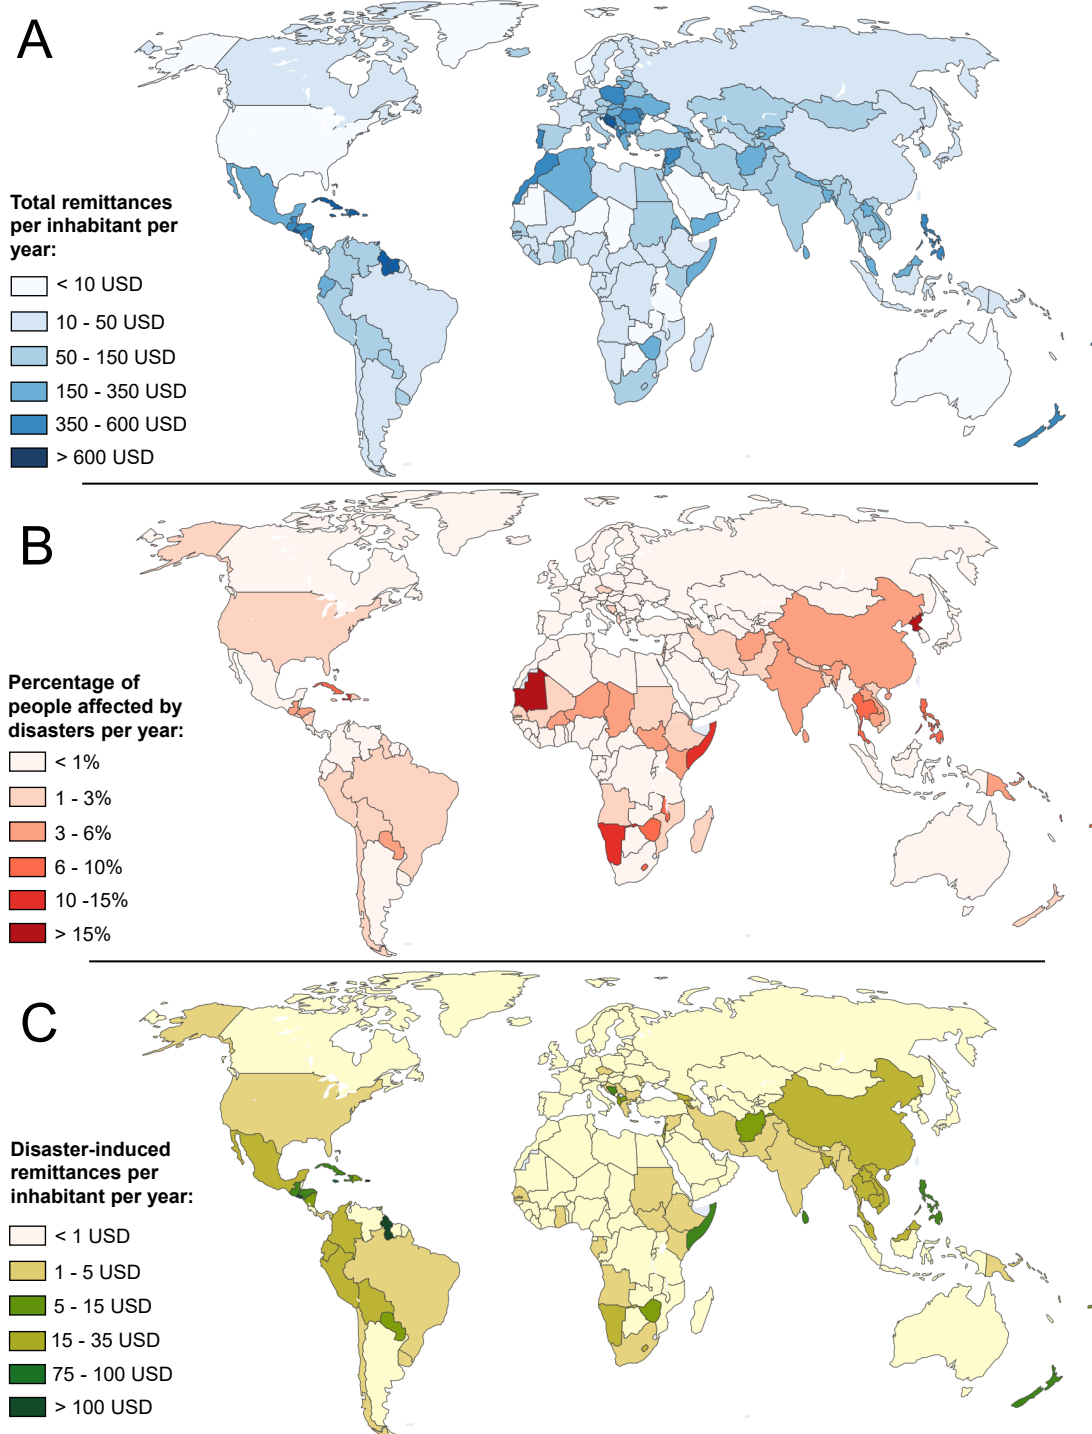 A
Total remittances
per inhabitant per
year:
< 10 USD
10 - 50 USD
50 - 150 USD
150 - 350 USD
350 - 600 USD
> 600 USD
B
Percentage of
people affected by
disasters per year:
< 1%
1 - 3%
3 - 6%
6 - 10%
10 -15%
> 15%
C
Disaster-induced
remittances per
inhabitant per year:
< 1 USD
1 - 5 USD
5 - 15 USD
15 - 35 USD
75 - 100 USD
> 100 USD